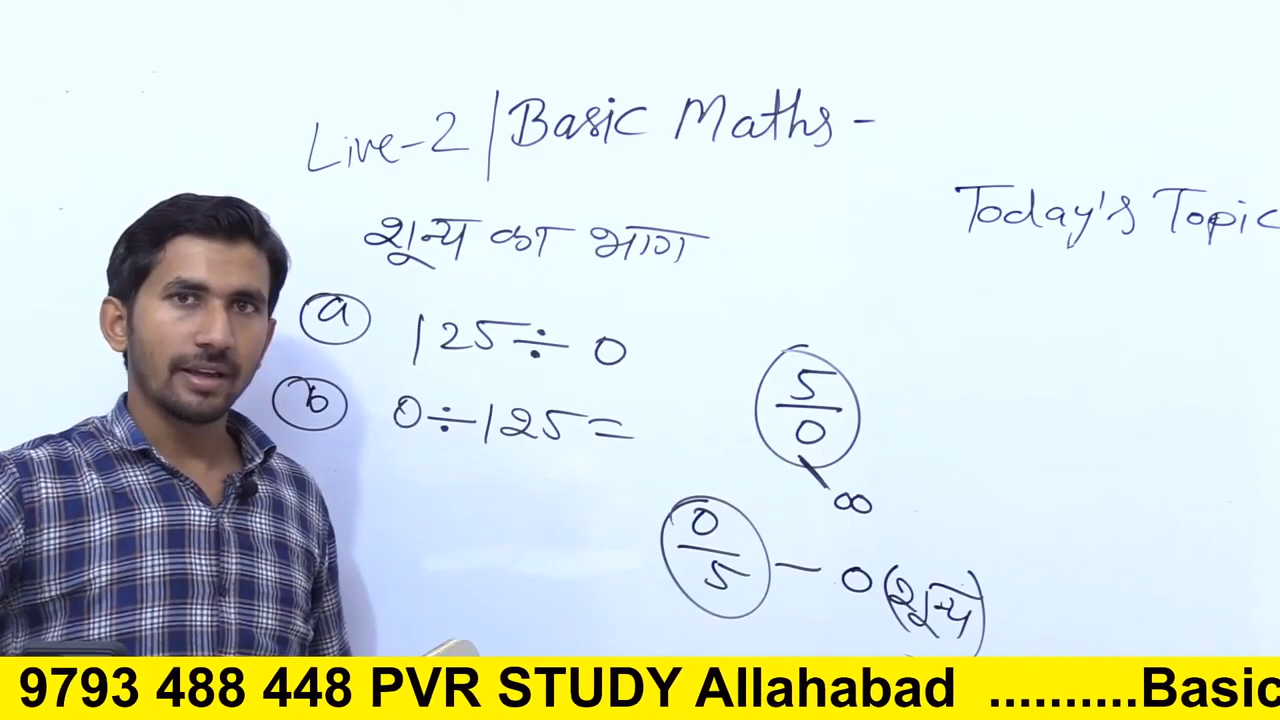 Live-2 | Basic Maths -
Today's Topic
शून्य का भाग
a 125 ÷ 0
b 0 ÷ 125 =
5/0
∞
0/5 — 0 (शून्य)
9793 488 448 PVR STUDY Allahabad ..........Basic